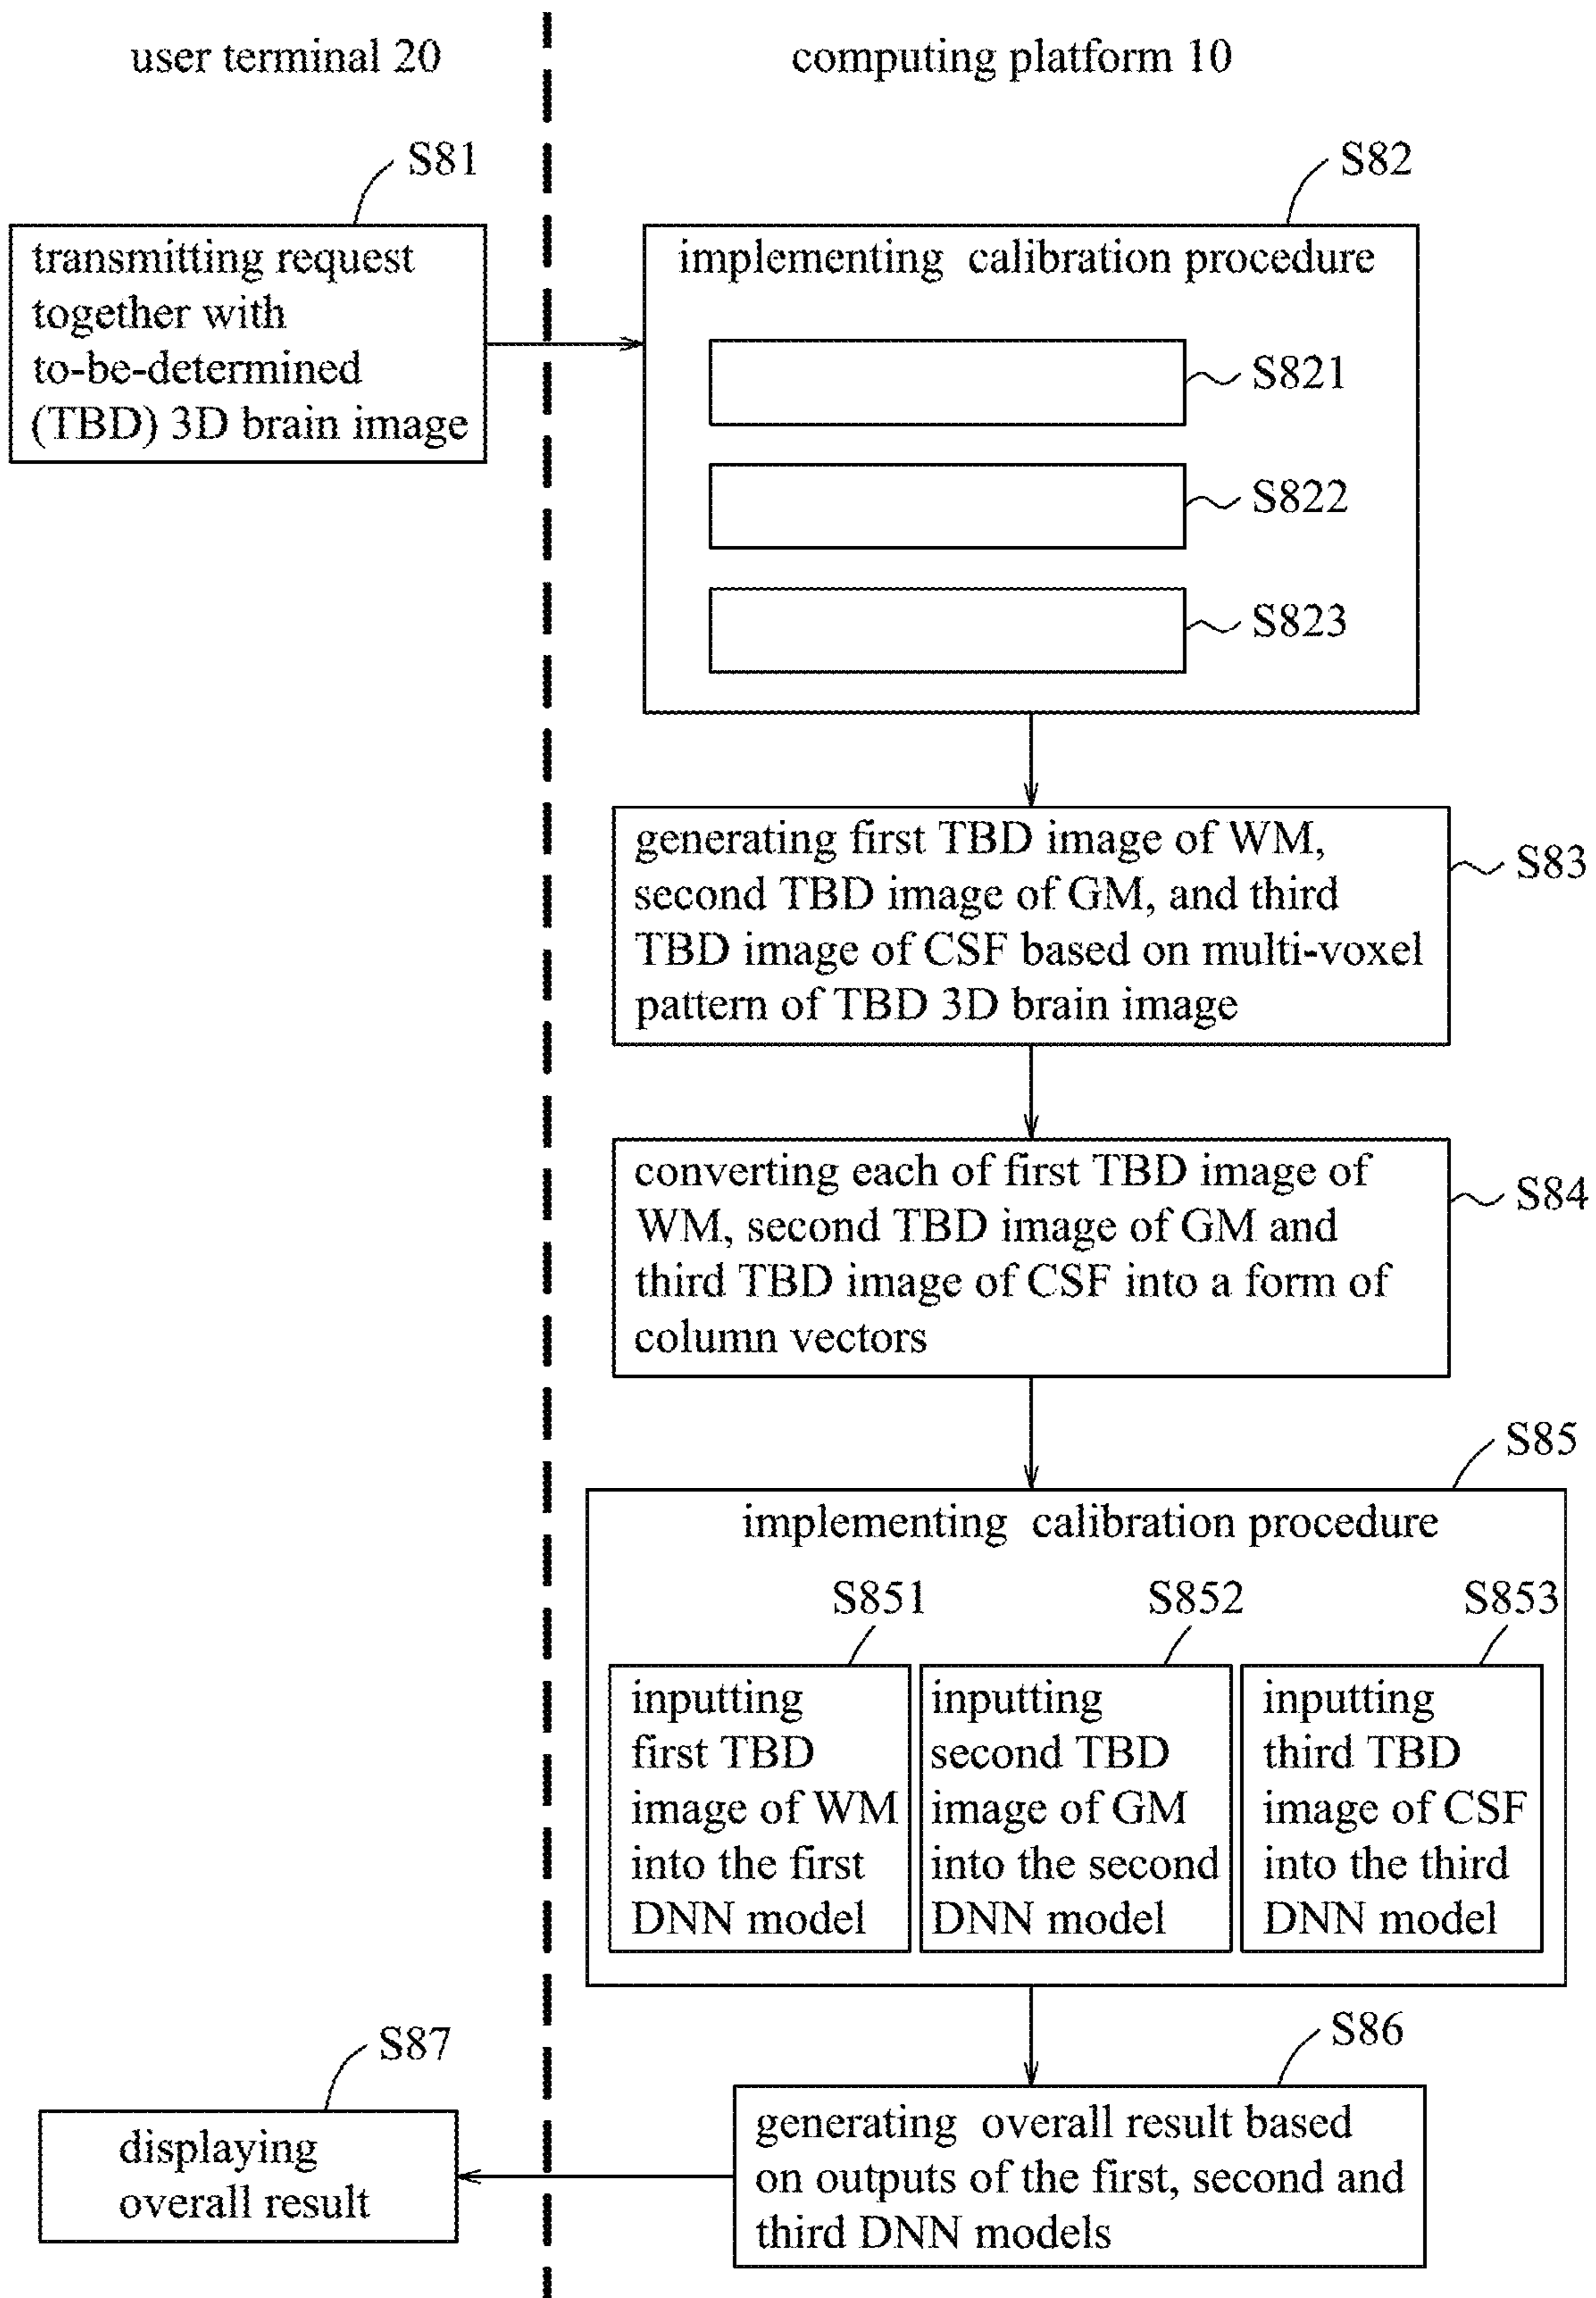 user terminal 20
computing platform 10
S81
transmitting request
together with
to-be-determined
(TBD) 3D brain image
S82
implementing calibration procedure
S821
S822
S823
generating first TBD image of WM,
second TBD image of GM, and third
TBD image of CSF based on multi-voxel
pattern of TBD 3D brain image
S83
converting each of first TBD image of
WM, second TBD image of GM and
third TBD image of CSF into a form of
column vectors
S84
S85
implementing calibration procedure
S851
inputting
first TBD
image of WM
into the first
DNN model
S852
inputting
second TBD
image of GM
into the second
DNN model
S853
inputting
third TBD
image of CSF
into the third
DNN model
S86
generating overall result based
on outputs of the first, second and
third DNN models
S87
displaying
overall result